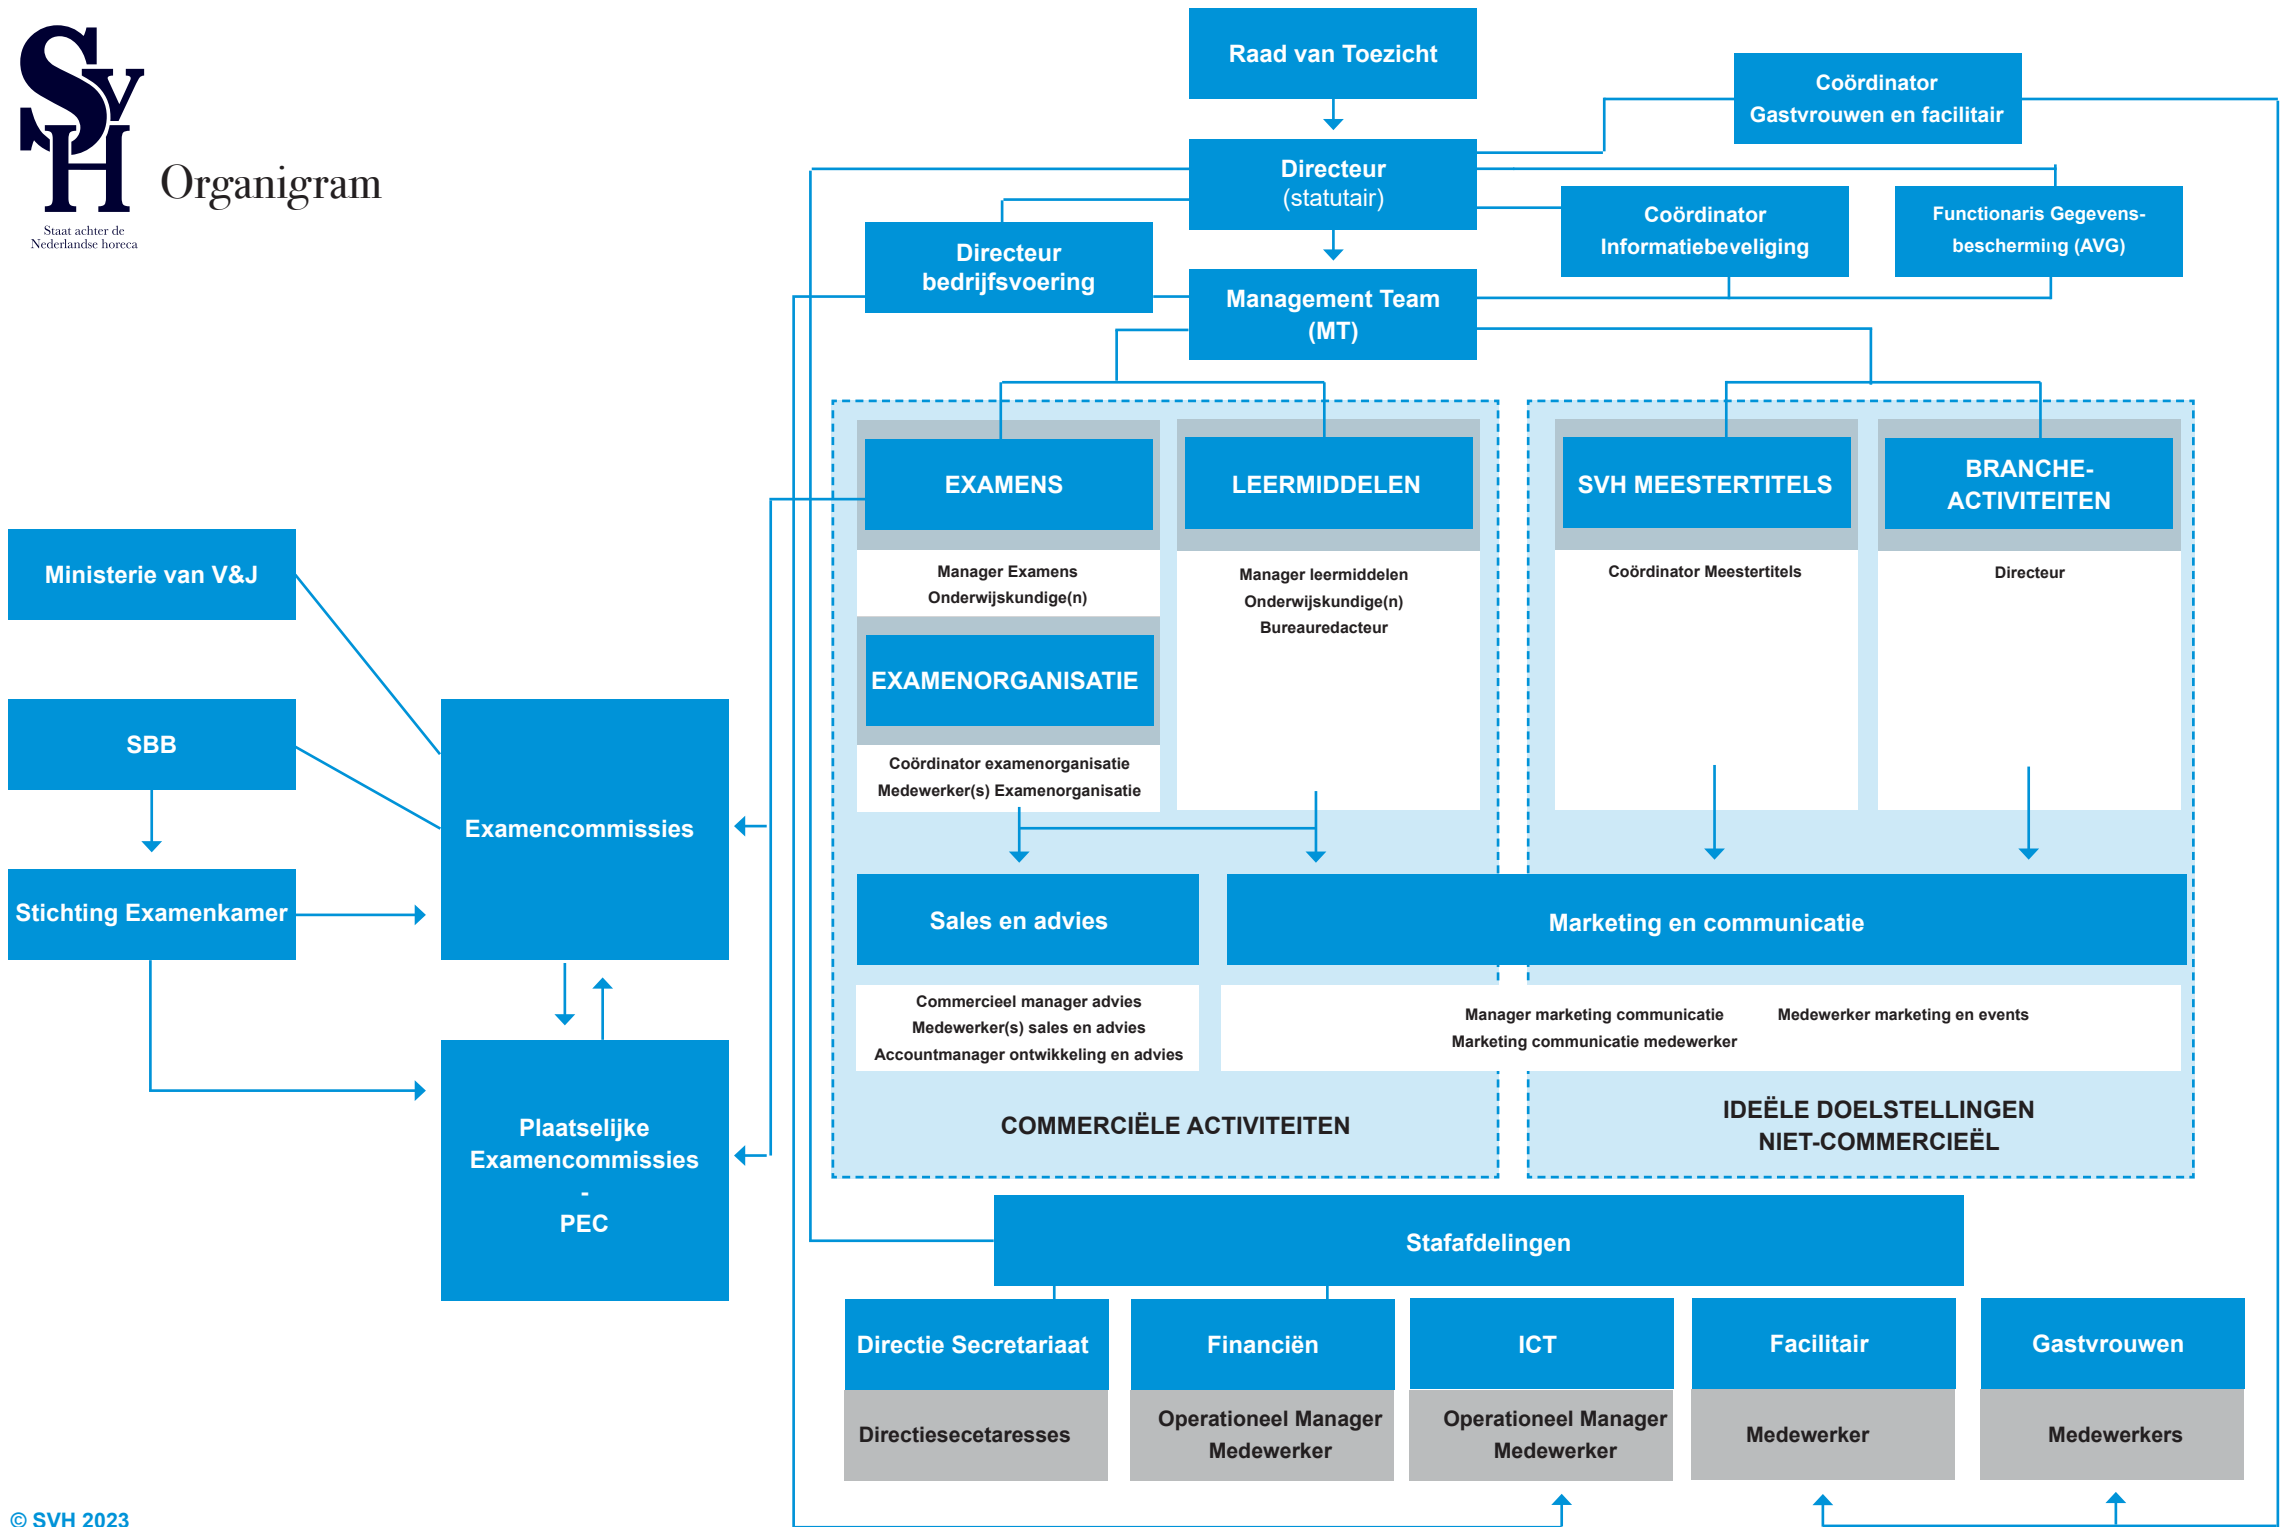 SVH
Staat achter de
Nederlandse horeca
Organigram
Raad van Toezicht
Coördinator
Gastvrouwen en facilitair
Directeur
(statutair)
Directeur
bedrijfsvoering
Coördinator
Informatiebeveliging
Functionaris Gegevens-
bescherming (AVG)
Management Team
(MT)
EXAMENS
LEERMIDDELEN
SVH MEESTERTITELS
BRANCHE-
ACTIVITEITEN
Manager Examens
Onderwijskundige(n)
Manager leermiddelen
Onderwijskundige(n)
Bureauredacteur
Coördinator Meestertitels
Directeur
EXAMENORGANISATIE
Coördinator examenorganisatie
Medewerker(s) Examenorganisatie
Ministerie van V&J
SBB
Stichting Examenkamer
Examencommissies
Plaatselijke
Examencommissies
-
PEC
Sales en advies
Marketing en communicatie
Commercieel manager advies
Medewerker(s) sales en advies
Accountmanager ontwikkeling en advies
Manager marketing communicatie
Marketing communicatie medewerker
Medewerker marketing en events
COMMERCIËLE ACTIVITEITEN
IDEËLE DOELSTELLINGEN
NIET-COMMERCIEËL
Stafafdelingen
Directie Secretariaat
Financiën
ICT
Facilitair
Gastvrouwen
Directiesecetaresses
Operationeel Manager
Medewerker
Operationeel Manager
Medewerker
Medewerker
Medewerkers
© SVH 2023